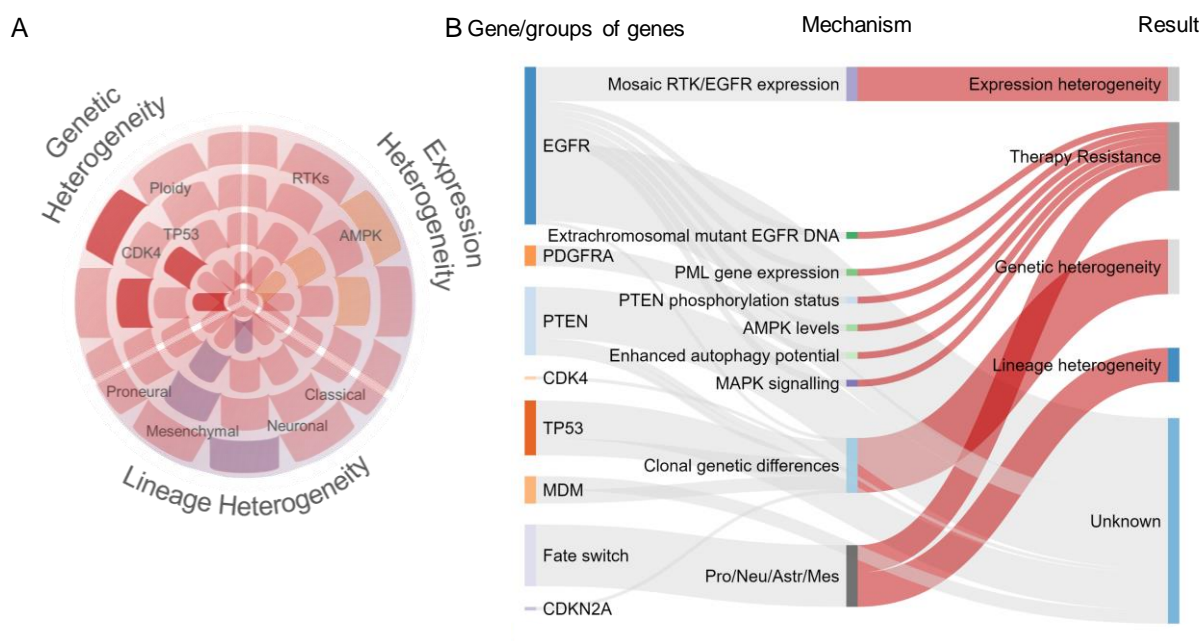 A
Genetic
Heterogeneity
Expression
Heterogeneity
Ploidy
RTKs
TP53
CDK4
AMPK
Proneural
Classical
Mesenchymal
Neuronal
Lineage Heterogeneity
B Gene/groups of genes
Mechanism
Result
EGFR
PDGFRA
PTEN
CDK4
TP53
MDM
Fate switch
CDKN2A
Mosaic RTK/EGFR expression
Extrachromosomal mutant EGFR DNA
PML gene expression
PTEN phosphorylation status
AMPK levels
Enhanced autophagy potential
MAPK signalling
Clonal genetic differences
Pro/Neu/Astr/Mes
Expression heterogeneity
Therapy Resistance
Genetic heterogeneity
Lineage heterogeneity
Unknown